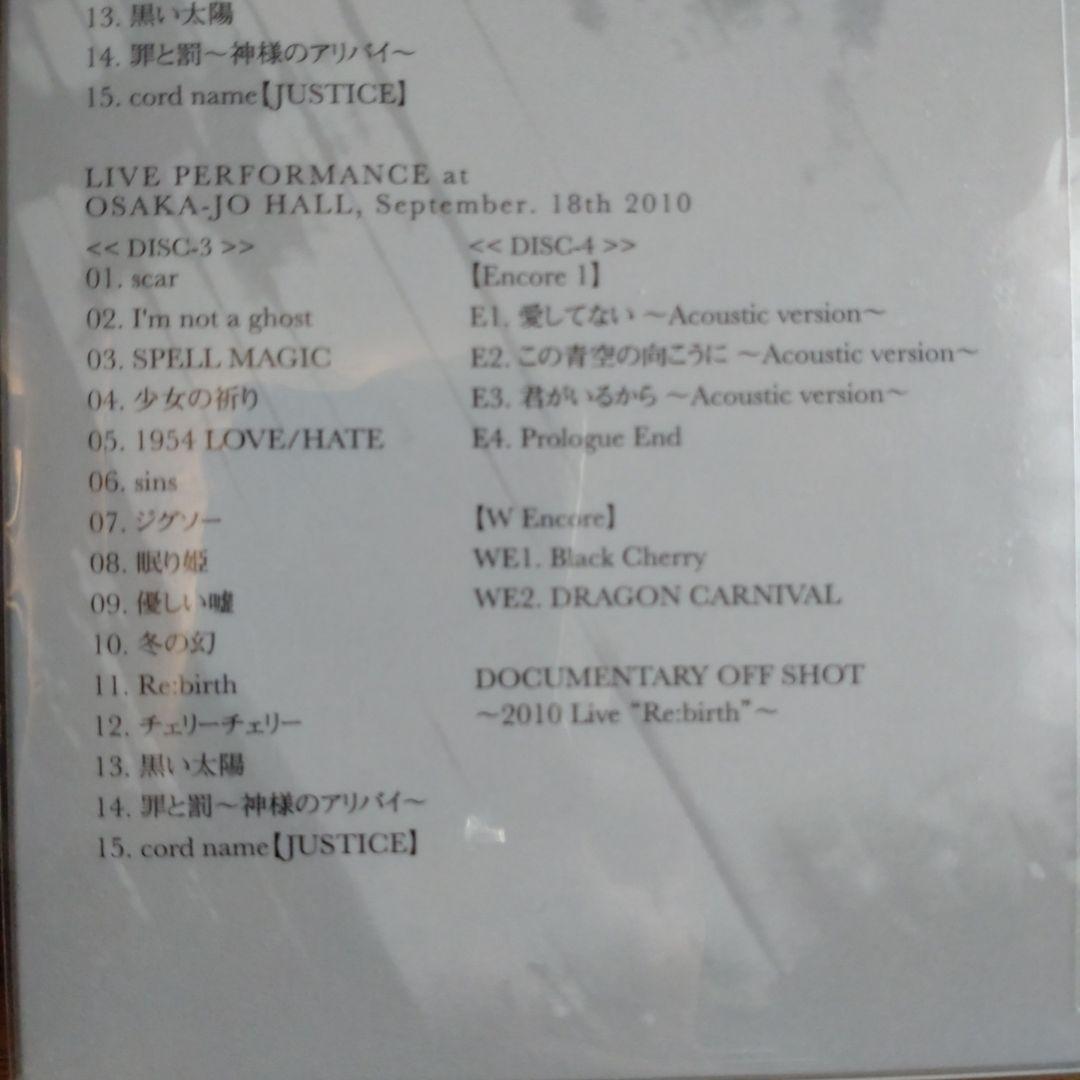 13. 黒い太陽
14. 罪と罰～神様のアリバイ～
15. cord name【JUSTICE】
LIVE PERFORMANCE at
OSAKA-JO HALL, September. 18th 2010
<< DISC-3 >>
01. scar
02. I'm not a ghost
03. SPELL MAGIC
04. 少女の祈り
05. 1954 LOVE/HATE
06. sins
07. ジグソー
08. 眠り姫
09. 優しい嘘
10. 冬の幻
11. Re:birth
12. チェリーチェリー
13. 黒い太陽
14. 罪と罰～神様のアリバイ～
15. cord name【JUSTICE】
<< DISC-4 >>
【Encore 1】
E1. 愛してない ～Acoustic version～
E2. この青空の向こうに ～Acoustic version～
E3. 君がいるから ～Acoustic version～
E4. Prologue End
【W Encore】
WE1. Black Cherry
WE2. DRAGON CARNIVAL
DOCUMENTARY OFF SHOT
～2010 Live "Re:birth"～